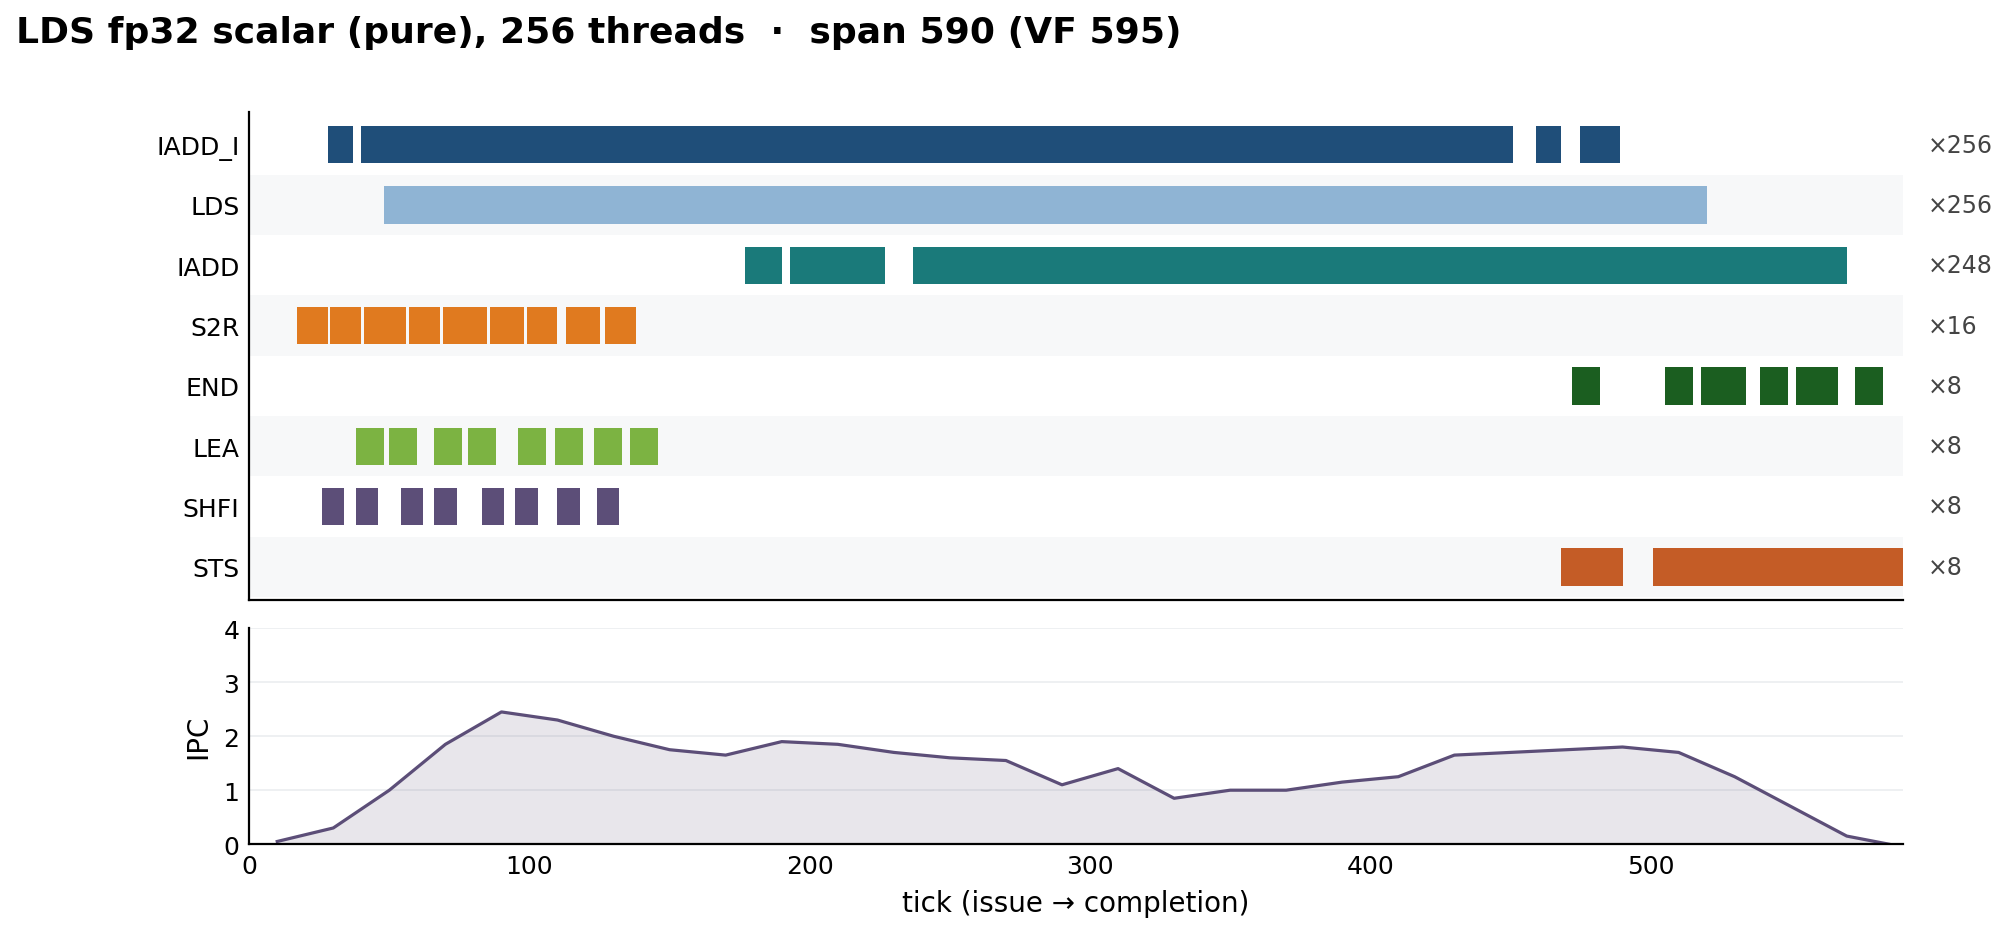 LDS fp32 scalar (pure), 256 threads · span 590 (VF 595)
IADD_I ×256
LDS ×256
IADD ×248
S2R ×16
END ×8
LEA ×8
SHFI ×8
STS ×8
4
3
2
1
0
IPC
0 100 200 300 400 500
tick (issue → completion)